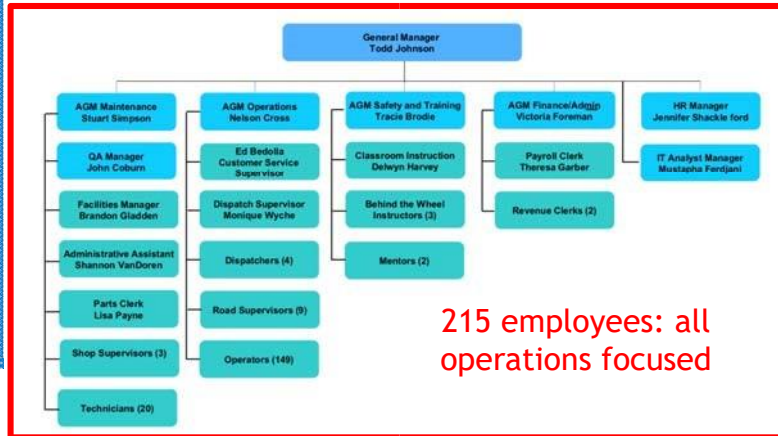 General Manager
Todd Johnson
AGM Maintenance
Stuart Simpson
QA Manager
John Coburn
Facilities Manager
Brandon Gladden
Administrative Assistant
Shannon VanDoren
Parts Clerk
Lisa Payne
Shop Supervisors (3)
Technicians (20)
AGM Operations
Nelson Cross
Ed Bedolla
Customer Service
Supervisor
Dispatch Supervisor
Monique Wyche
Dispatchers (4)
Road Supervisors (9)
Operators (149)
AGM Safety and Training
Tracie Brodie
Classroom Instruction
Delwyn Harvey
Behind the Wheel
Instructors (3)
Mentors (2)
AGM Finance/Admin
Victoria Foreman
Payroll Clerk
Theresa Garber
Revenue Clerks (2)
HR Manager
Jennifer Shackle ford
IT Analyst Manager
Mustapha Ferdjani
215 employees: all
operations focused